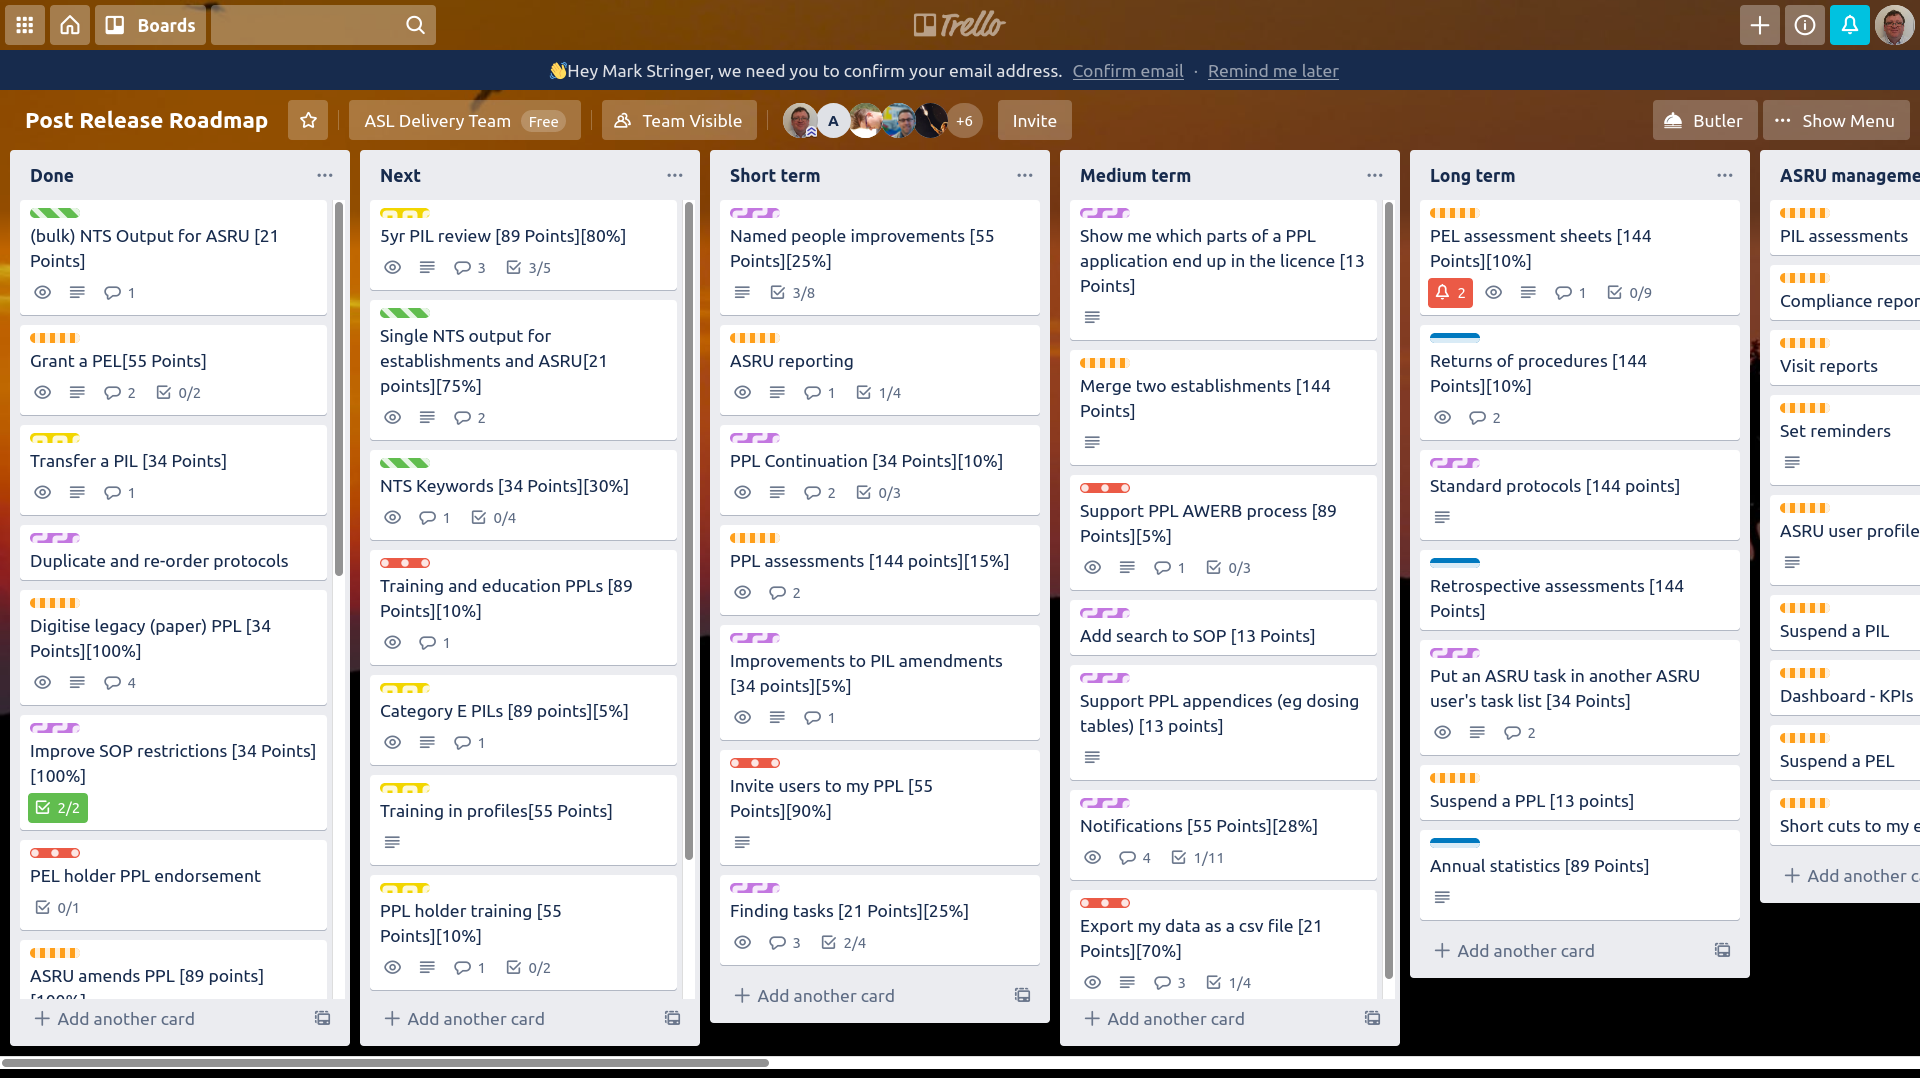 Boards
Trello
👋Hey Mark Stringer, we need you to confirm your email address. Confirm email · Remind me later
Post Release Roadmap
ASL Delivery Team Free
Team Visible
A
+6
Invite
Butler
Show Menu
Done
(bulk) NTS Output for ASRU [21
Points]
1
Grant a PEL[55 Points]
2 0/2
Transfer a PIL [34 Points]
1
Duplicate and re-order protocols
Digitise legacy (paper) PPL [34
Points][100%]
4
Improve SOP restrictions [34 Points]
[100%]
2/2
PEL holder PPL endorsement
0/1
ASRU amends PPL [89 points]
[100%]
Add another card
Next
5yr PIL review [89 Points][80%]
3 3/5
Single NTS output for
establishments and ASRU[21
points][75%]
2
NTS Keywords [34 Points][30%]
1 0/4
Training and education PPLs [89
Points][10%]
1
Category E PILs [89 points][5%]
1
Training in profiles[55 Points]
PPL holder training [55
Points][10%]
1 0/2
Add another card
Short term
Named people improvements [55
Points][25%]
3/8
ASRU reporting
1 1/4
PPL Continuation [34 Points][10%]
2 0/3
PPL assessments [144 points][15%]
2
Improvements to PIL amendments
[34 points][5%]
1
Invite users to my PPL [55
Points][90%]
Finding tasks [21 Points][25%]
3 2/4
Add another card
Medium term
Show me which parts of a PPL
application end up in the licence [13
Points]
Merge two establishments [144
Points]
Support PPL AWERB process [89
Points][5%]
1 0/3
Add search to SOP [13 Points]
Support PPL appendices (eg dosing
tables) [13 points]
Notifications [55 Points][28%]
4 1/11
Export my data as a csv file [21
Points][70%]
3 1/4
Add another card
Long term
PEL assessment sheets [144
Points][10%]
2 1 0/9
Returns of procedures [144
Points][10%]
2
Standard protocols [144 points]
Retrospective assessments [144
Points]
Put an ASRU task in another ASRU
user's task list [34 Points]
2
Suspend a PPL [13 points]
Annual statistics [89 Points]
Add another card
ASRU manageme
PIL assessments
Compliance repor
Visit reports
Set reminders
ASRU user profile
Suspend a PIL
Dashboard - KPIs
Suspend a PEL
Short cuts to my e
Add another ca